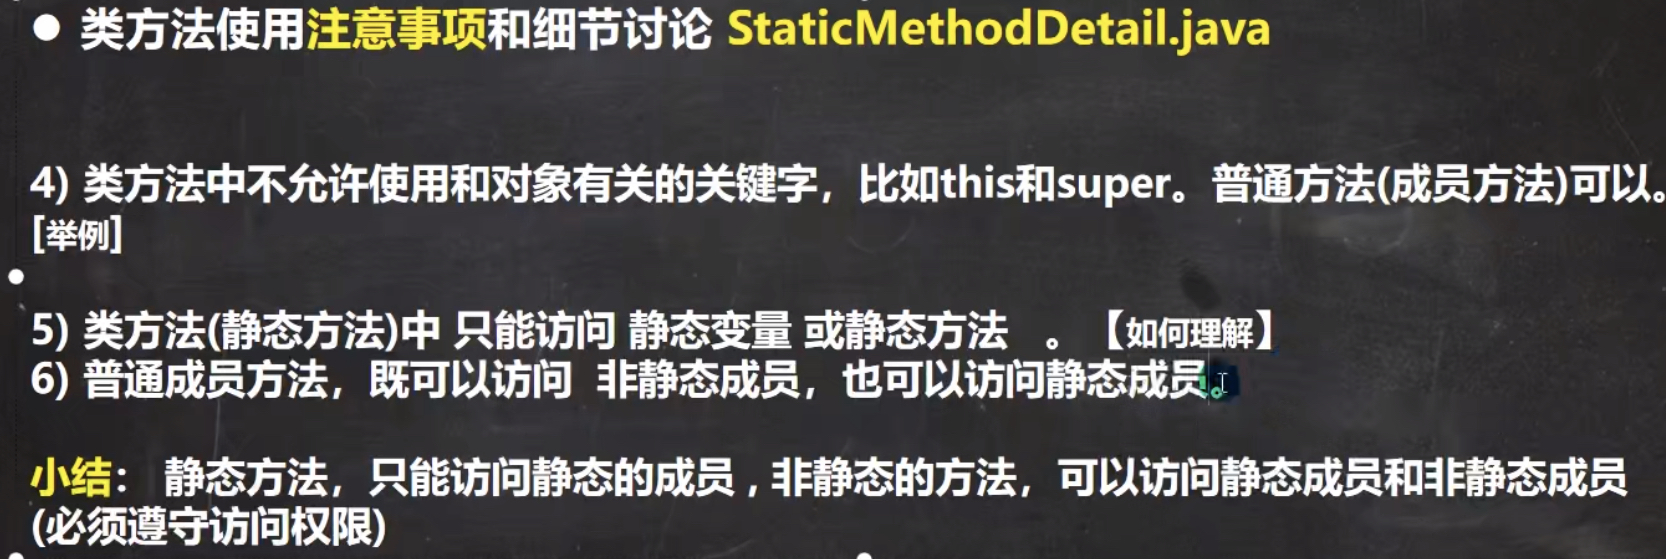 ● 类方法使用注意事项和细节讨论 StaticMethodDetail.java
4) 类方法中不允许使用和对象有关的关键字，比如this和super。普通方法(成员方法)可以。
[举例]
5) 类方法(静态方法)中 只能访问 静态变量 或静态方法 。【如何理解】
6) 普通成员方法，既可以访问 非静态成员，也可以访问静态成员。
小结： 静态方法，只能访问静态的成员 , 非静态的方法，可以访问静态成员和非静态成员
(必须遵守访问权限)